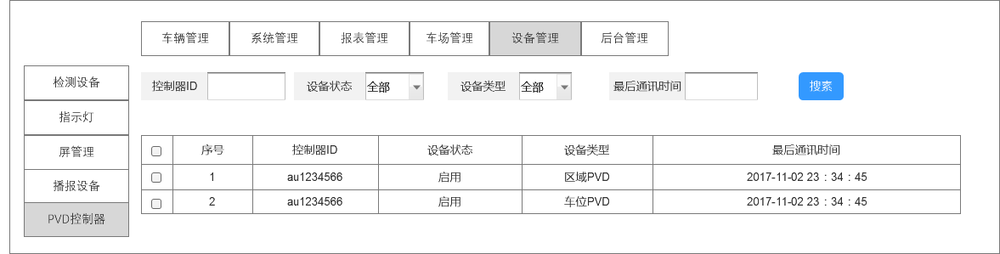 车辆管理 系统管理 报表管理 车场管理 设备管理 后台管理
检测设备
指示灯
屏管理
播报设备
PVD控制器
控制器ID 设备状态 全部 设备类型 全部 最后通讯时间 搜素
序号 控制器ID 设备状态 设备类型 最后通讯时间
1 au1234566 启用 区域PVD 2017-11-02 23：34：45
2 au1234566 启用 车位PVD 2017-11-02 23：34：45